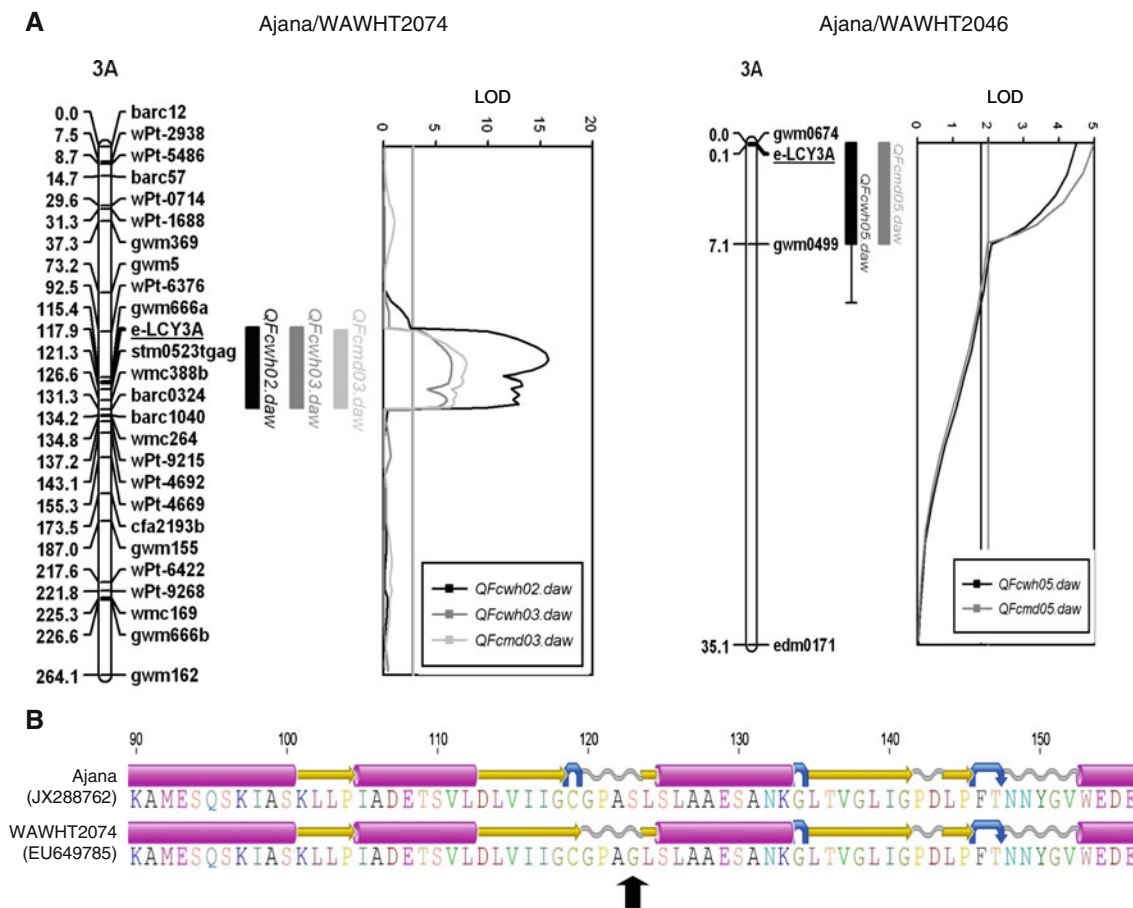 A
Ajana/WAWHT2074
Ajana/WAWHT2046
3A
LOD
0 5 10 15 20
0.0 barc12
7.5 wPt-2938
8.7 wPt-5486
14.7 barc57
29.6 wPt-0714
31.3 wPt-1688
37.3 gwm369
73.2 gwm5
92.5 wPt-6376
115.4 gwm666a
117.9 e-LCY3A
121.3 stm0523tgag
126.6 wmc388b
131.3 barc0324
134.2 barc1040
134.8 wmc264
137.2 wPt-9215
143.1 wPt-4692
155.3 wPt-4669
173.5 cfa2193b
187.0 gwm155
217.6 wPt-6422
221.8 wPt-9268
225.3 wmc169
226.6 gwm666b
264.1 gwm162
QFcwh02.daw
QFcwh03.daw
QFcmd03.daw
QFcwh02.daw
QFcwh03.daw
QFcmd03.daw
3A
LOD
0 1 2 3 4 5
0.0 gwm0674
0.1 e-LCY3A
7.1 gwm0499
35.1 edm0171
QFcwh05.daw
QFcmd05.daw
QFcwh05.daw
QFcmd05.daw
B
90 100 110 120 130 140 150
Ajana
(JX288762)
KAMESQSKIASKLLPIADETSVLDLVIIGCGPASLSLAAESANKGLTVGLIGPDLPFTNNYGVWEDE
WAWHT2074
(EU649785)
KAMESQSKIASKLLPIADETSVLDLVIIGCGPAGLSLAAESANKGLTVGLIGPDLPFTNNYGVWEDE